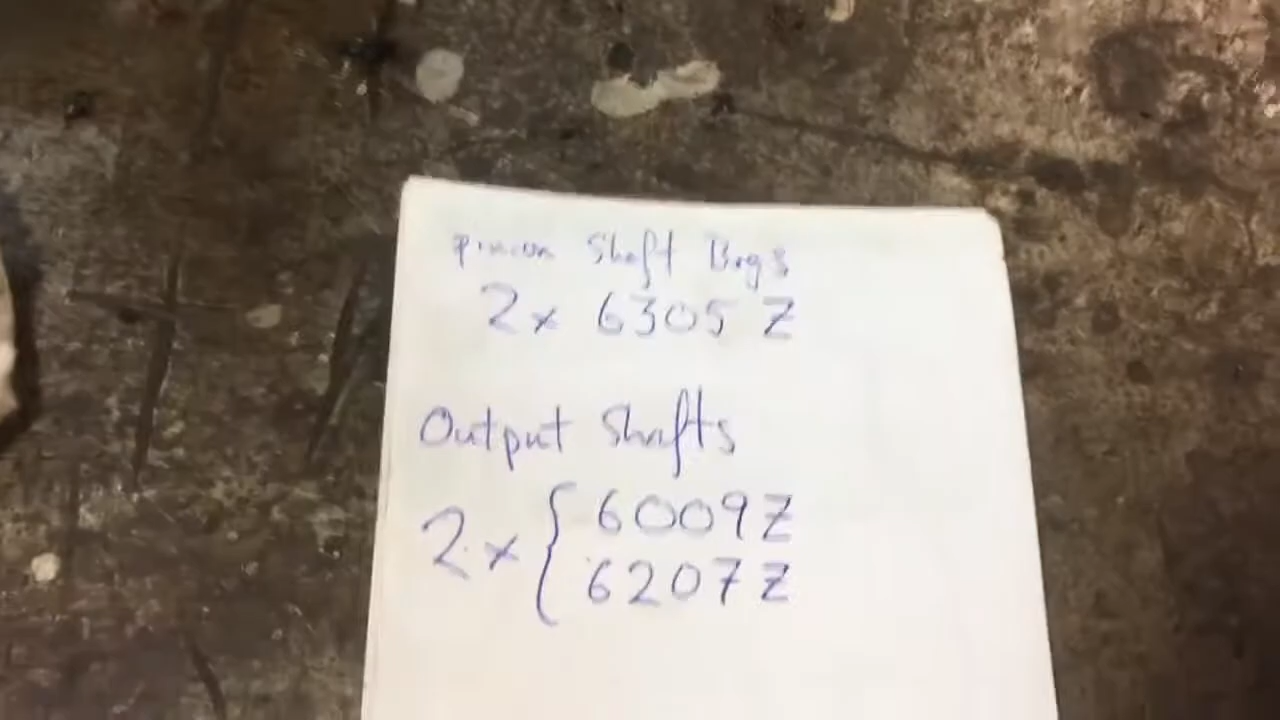 Pinion Shaft Brgs
2x 6305 Z
Output Shafts
2x { 6009Z
6207Z